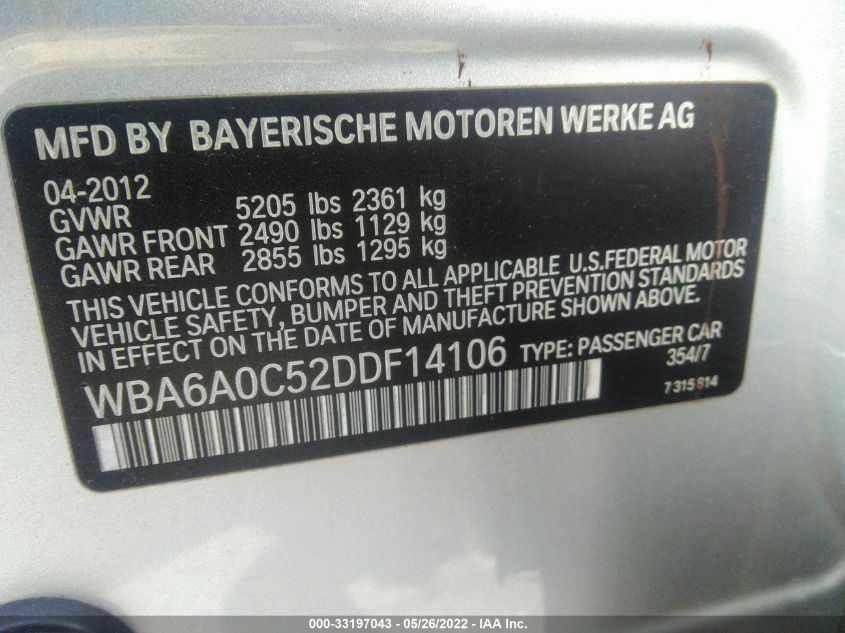 MFD BY BAYERISCHE MOTOREN WERKE AG
04-2012
GVWR 5205 lbs 2361 kg
GAWR FRONT 2490 lbs 1129 kg
GAWR REAR 2855 lbs 1295 kg
THIS VEHICLE CONFORMS TO ALL APPLICABLE U.S.FEDERAL MOTOR
VEHICLE SAFETY, BUMPER AND THEFT PREVENTION STANDARDS
IN EFFECT ON THE DATE OF MANUFACTURE SHOWN ABOVE.
WBA6A0C52DDF14106 TYPE: PASSENGER CAR
354/7
7 315 814
000-33197043 - 05/26/2022 - IAA Inc.